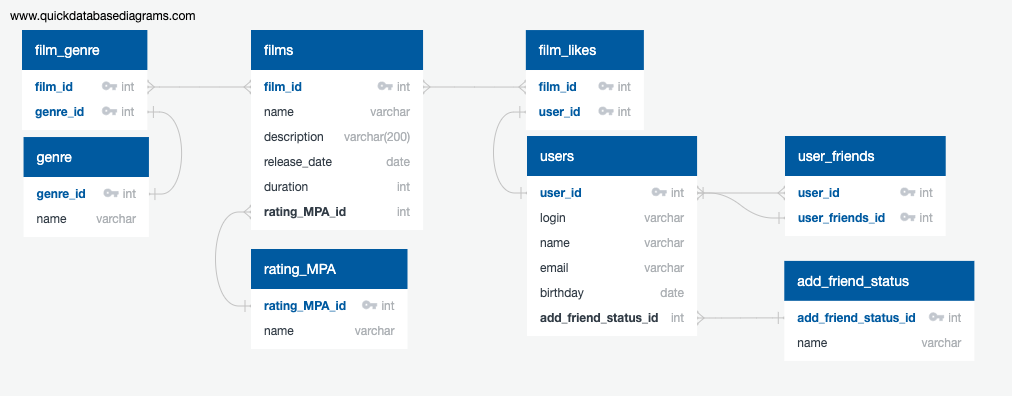 www.quickdatabasediagrams.com
film_genre
film_id int
genre_id int
genre
genre_id int
name varchar
films
film_id int
name varchar
description varchar(200)
release_date date
duration int
rating_MPA_id int
rating_MPA
rating_MPA_id int
name varchar
film_likes
film_id int
user_id int
users
user_id int
login varchar
name varchar
email varchar
birthday date
add_friend_status_id int
user_friends
user_id int
user_friends_id int
add_friend_status
add_friend_status_id int
name varchar